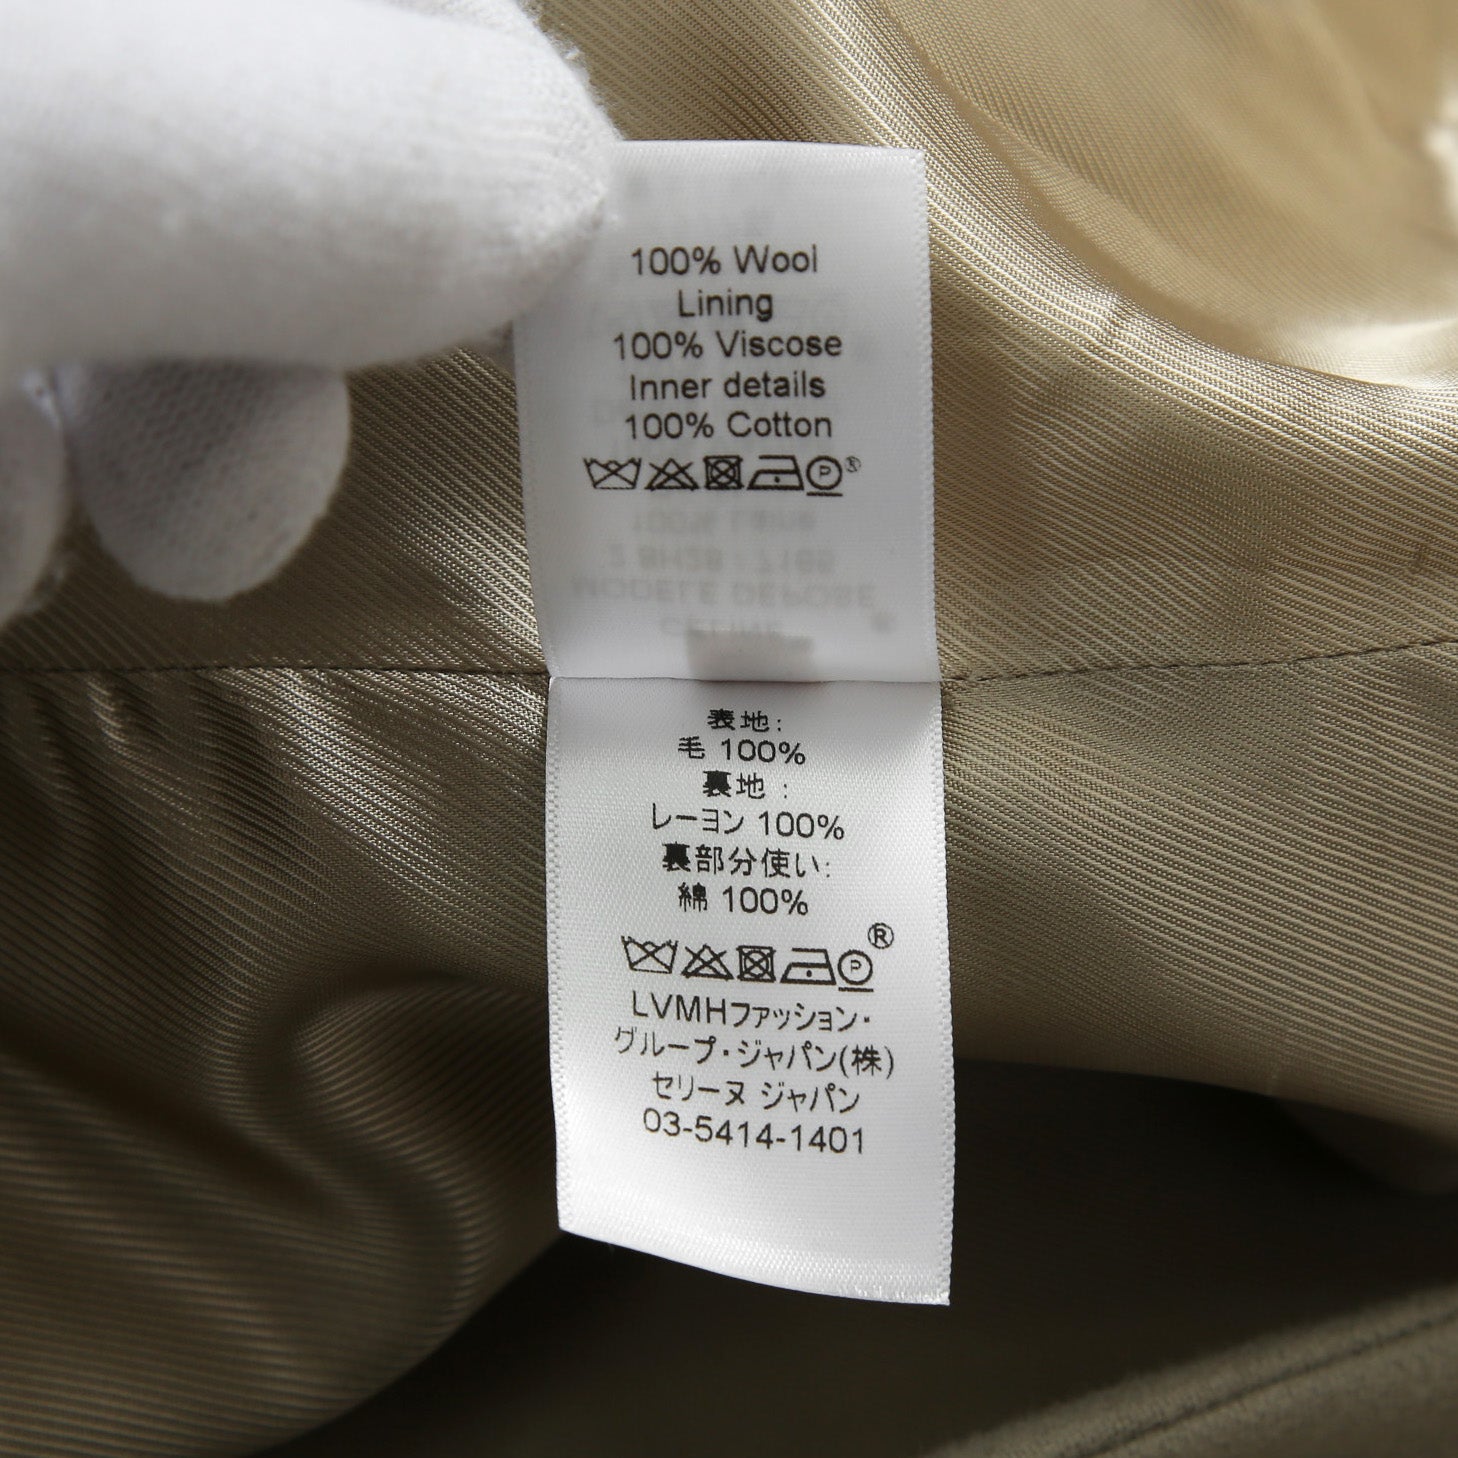 100% Wool
Lining
100% Viscose
Inner details
100% Cotton
P®
表地:
毛 100%
裏地 :
レーヨン 100%
裏部分使い:
綿 100%
P®
LVMHファッション・
グループ・ジャパン(株)
セリーヌ ジャパン
03-5414-1401